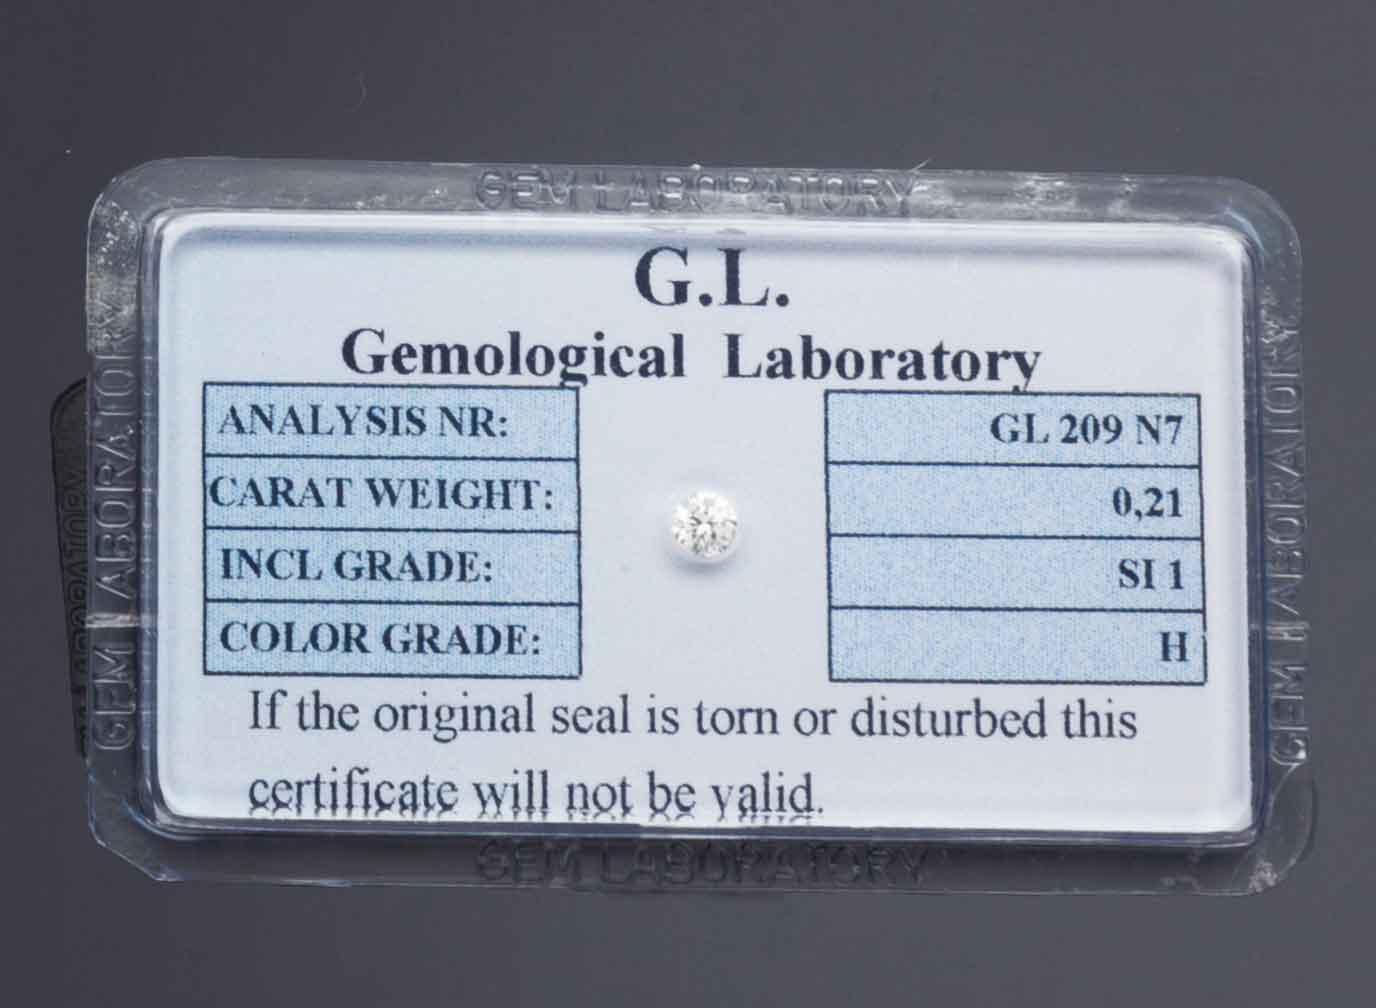 GEM LABORATORY
G.L.
Gemological Laboratory
ANALYSIS NR: GL 209 N7
CARAT WEIGHT: 0,21
INCL GRADE: SI 1
COLOR GRADE: H
If the original seal is torn or disturbed this
certificate will not be valid.
GEM LABORATORY
GEM LABORATORY
GEM LABORATORY